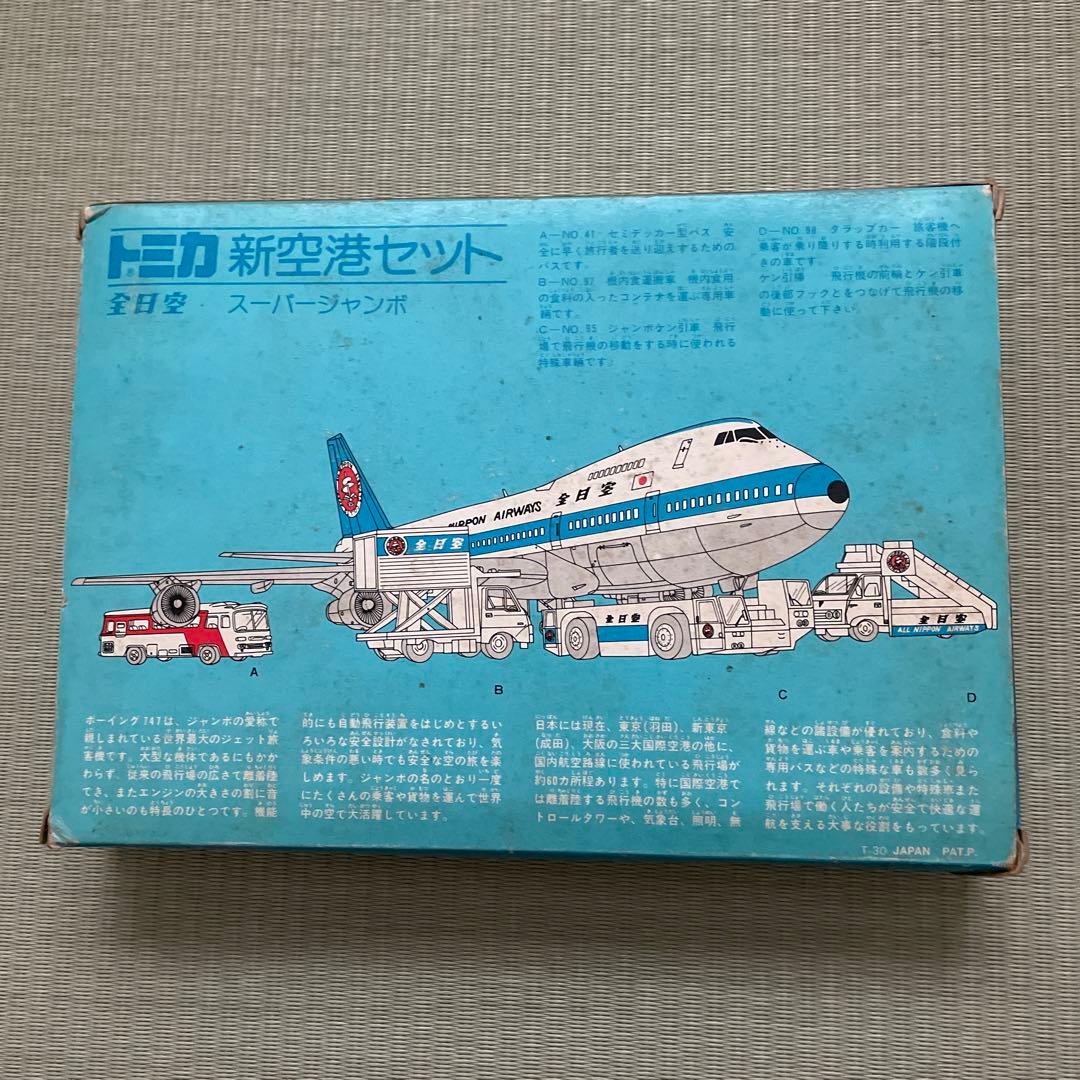 トミカ 新空港セット
全日空 スーパージャンボ
A—NO.41 セミデッカー型バス 安
全に早く旅行者を送り迎えするための
バスです。
B—NO.97 機内食運搬車 機内食用
の食料の入ったコンテナを運ぶ専用車
輛です。
C—NO.95 ジャンボケン引車 飛行
場で飛行機の移動をする時に使われる
特殊車輛です。
D—NO.98 タラップカー 旅客機へ
乗客が乗り降りする時利用する階段付
きの車です。
ケン引棒 飛行機の前輪とケン引車
の後部フックとをつなげて飛行機の移
動に使って下さい。
全日空
NIPPON AIRWAYS
全日空
全日空
全日空
ALL NIPPON AIRWAYS
A
B
C
D
ボーイング747は、ジャンボの愛称で
親しまれている世界最大のジェット旅
客機です。大型な機体であるにもかか
わらず、従来の飛行場の広さで離着陸
でき、またエンジンの大きさの割に音
が小さいのも特長のひとつです。機能
的にも自動飛行装置をはじめとするい
ろいろな安全設計がなされており、気
象条件の悪い時でも安全な空の旅を楽
しめます。ジャンボの名のとおり一度
にたくさんの乗客や貨物を運んで世界
中の空で大活躍しています。
日本には現在、東京(羽田)、新東京
(成田)、大阪の三大国際空港の他に、
国内航空路線に使われている飛行場が
約60カ所程あります。特に国際空港で
は離着陸する飛行機の数も多く、コン
トロールタワーや、気象台、照明、無
線などの諸設備が優れており、食料や
貨物を運ぶ車や乗客を案内するための
専用バスなどの特殊な車も数多く見ら
れます。それぞれの設備や特殊車また
飛行場で働く人たちが安全で快適な運
航を支える大事な役割をもっています。
T-30 JAPAN PAT.P.